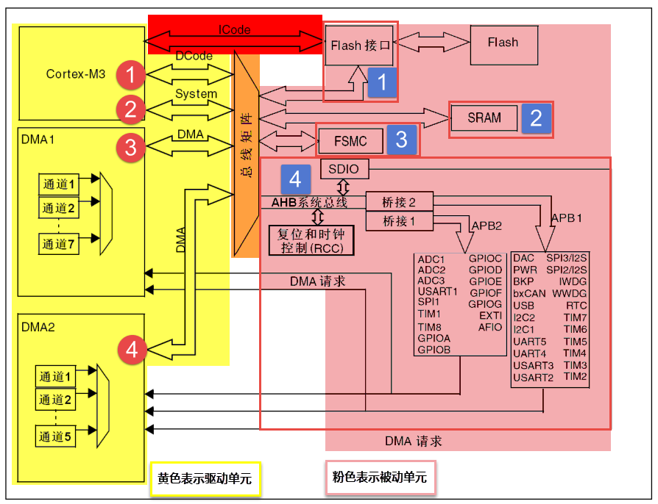 ICode
Cortex-M3
DCode
Flash 接口
Flash
1
1
System
2
SRAM
2
总线矩阵
DMA1
3
DMA
FSMC
3
通道1
通道2
通道7
DMA
SDIO
4
AHB系统总线
桥接2
桥接1
复位和时钟
控制(RCC)
APB2
APB1
DMA 请求
ADC1
ADC2
ADC3
USART1
SPI1
TIM1
TIM8
GPIOA
GPIOB
GPIOC
GPIOD
GPIOE
GPIOF
GPIOG
EXTI
AFIO
DAC
PWR
BKP
bxCAN
USB
I2C2
I2C1
UART5
UART4
USART3
USART2
SPI3/I2S
SPI2/I2S
IWDG
WWDG
RTC
TIM7
TIM6
TIM5
TIM4
TIM3
TIM2
DMA2
4
通道1
通道2
通道5
DMA 请求
黄色表示驱动单元
粉色表示被动单元